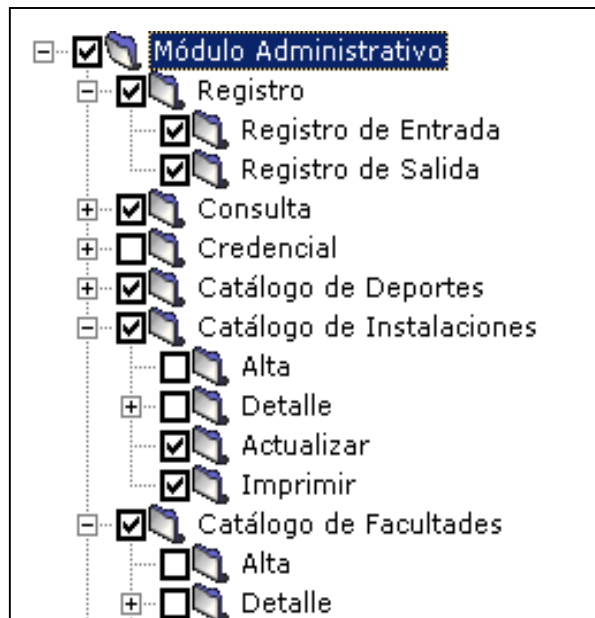 Módulo Administrativo
Registro
Registro de Entrada
Registro de Salida
Consulta
Credencial
Catálogo de Deportes
Catálogo de Instalaciones
Alta
Detalle
Actualizar
Imprimir
Catálogo de Facultades
Alta
Detalle